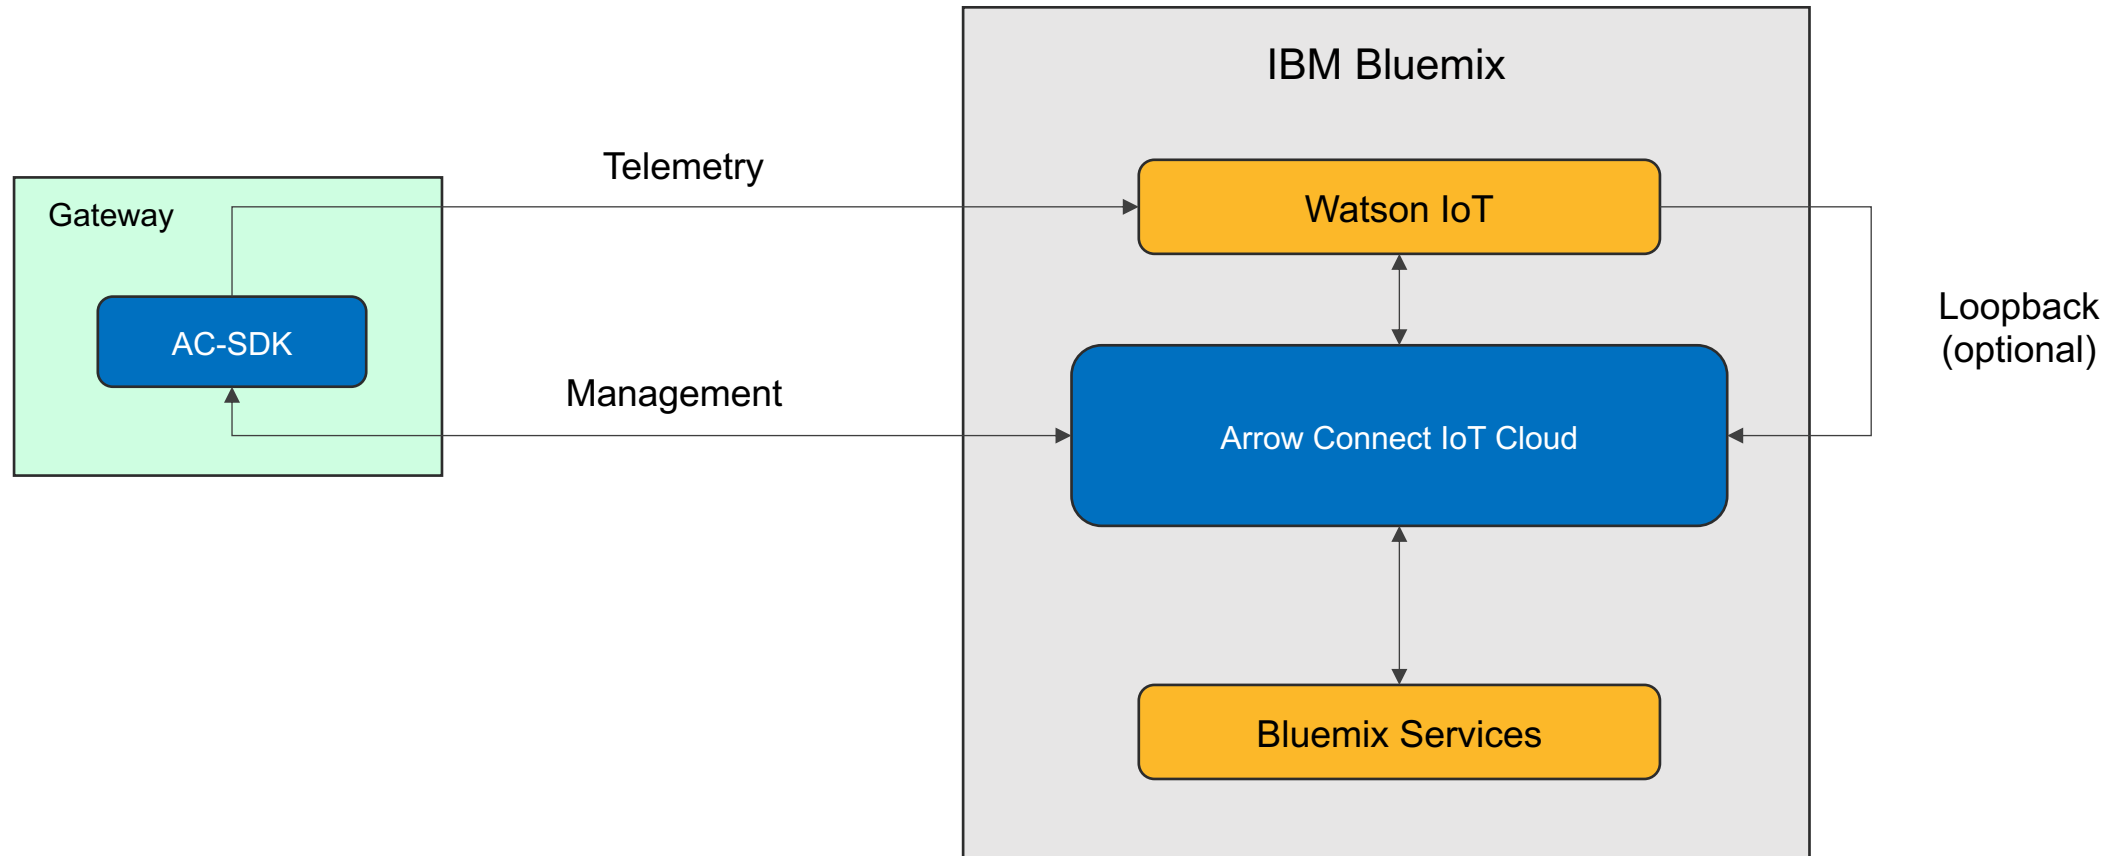 IBM Bluemix
Telemetry
Gateway
Watson IoT
AC-SDK
Management
Loopback
(optional)
Arrow Connect IoT Cloud
Bluemix Services